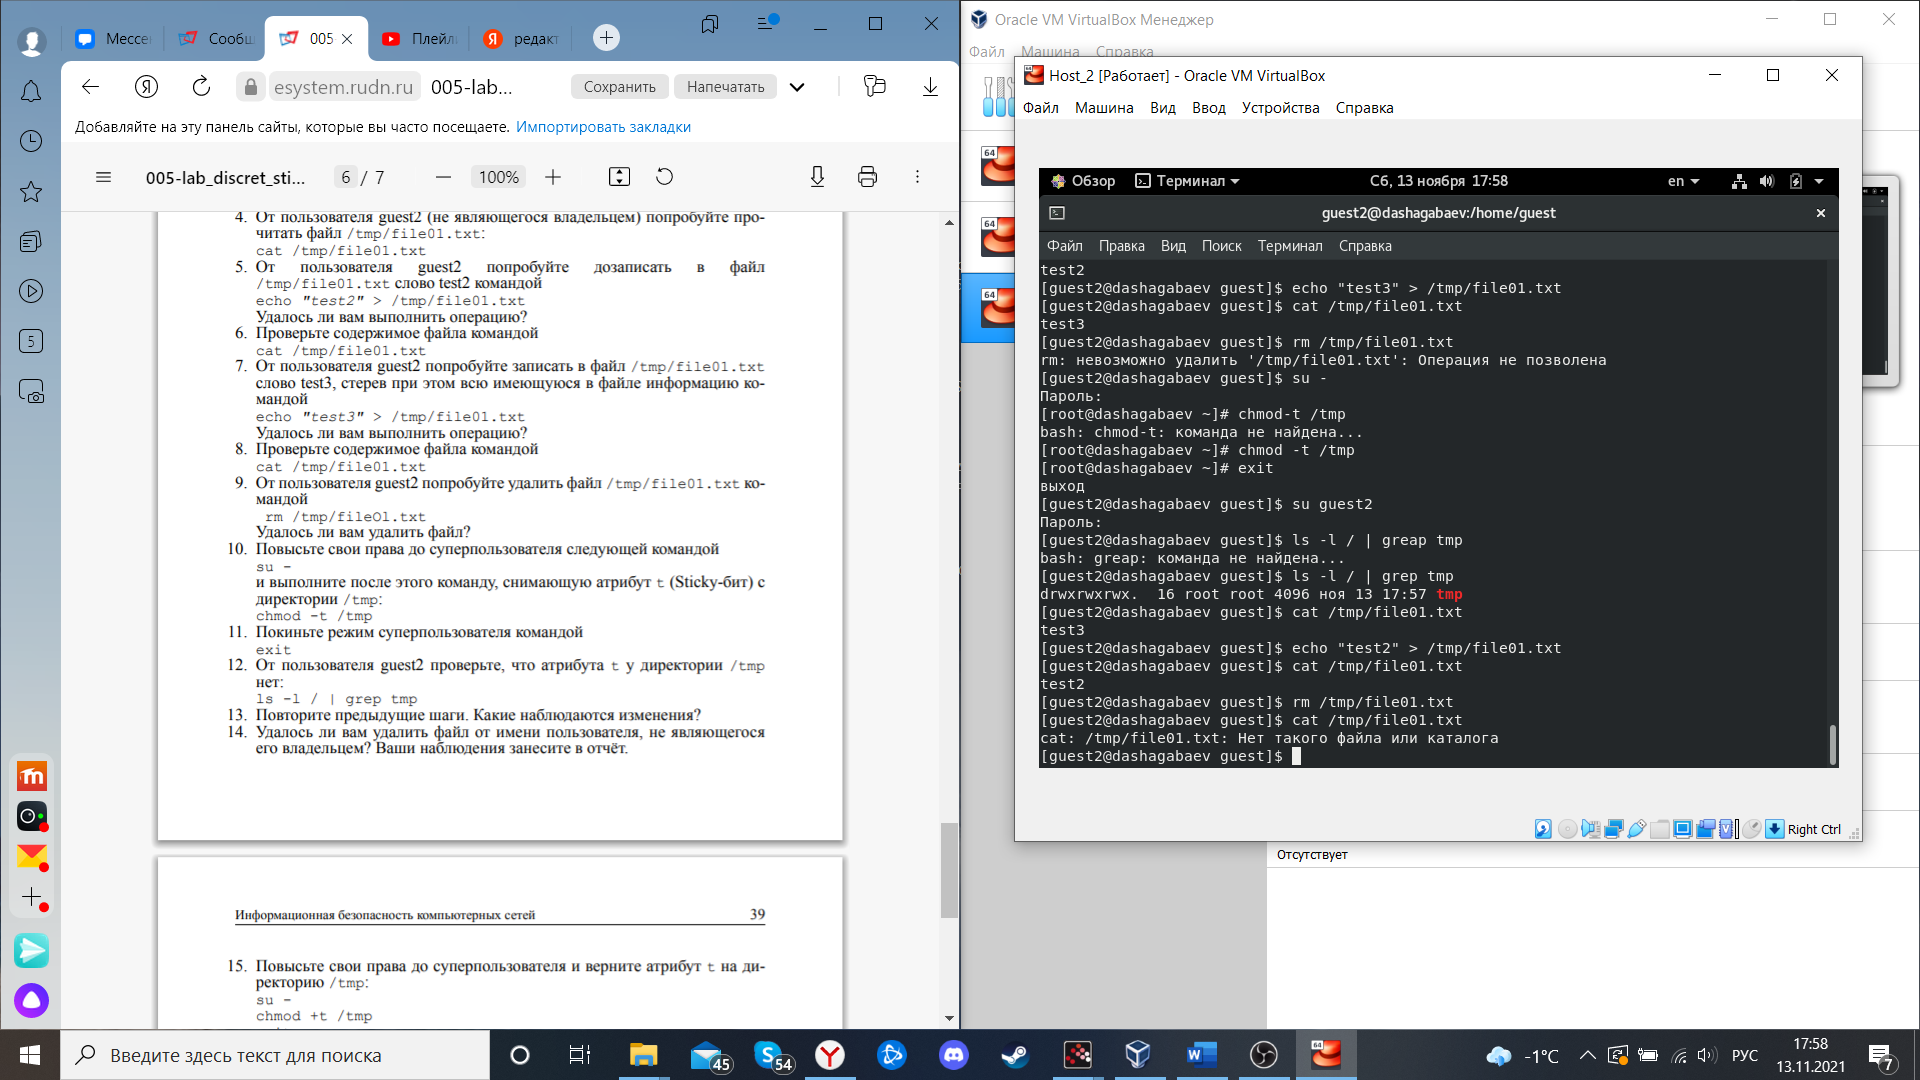 Мессе
Сообщ
005
Плейл
редакт
esystem.rudn.ru
005-lab...
Сохранить
Напечатать
Добавляйте на эту панель сайты, которые вы часто посещаете. Импортировать закладки
005-lab_discret_sti...
6 / 7
100%
4. От пользователя guest2 (не являющегося владельцем) попробуйте про-
читать файл /tmp/file01.txt:
cat /tmp/file01.txt
5. От пользователя guest2 попробуйте дозаписать в файл
/tmp/file01.txt слово test2 командой
echo "test2" > /tmp/file01.txt
Удалось ли вам выполнить операцию?
6. Проверьте содержимое файла командой
cat /tmp/file01.txt
7. От пользователя guest2 попробуйте записать в файл /tmp/file01.txt
слово test3, стерев при этом всю имеющуюся в файле информацию ко-
мандой
echo "test3" > /tmp/file01.txt
Удалось ли вам выполнить операцию?
8. Проверьте содержимое файла командой
cat /tmp/file01.txt
9. От пользователя guest2 попробуйте удалить файл /tmp/file01.txt ко-
мандой
rm /tmp/fileO1.txt
Удалось ли вам удалить файл?
10. Повысьте свои права до суперпользователя следующей командой
su -
и выполните после этого команду, снимающую атрибут t (Sticky-бит) с
директории /tmp:
chmod -t /tmp
11. Покиньте режим суперпользователя командой
exit
12. От пользователя guest2 проверьте, что атрибута t у директории /tmp
нет:
ls -l / | grep tmp
13. Повторите предыдущие шаги. Какие наблюдаются изменения?
14. Удалось ли вам удалить файл от имени пользователя, не являющегося
его владельцем? Ваши наблюдения занесите в отчёт.
Информационная безопасность компьютерных сетей 39
15. Повысьте свои права до суперпользователя и верните атрибут t на ди-
ректорию /tmp:
su -
chmod +t /tmp
5
Oracle VM VirtualBox Менеджер
Файл Машина Справка
64
64
64
Host_2 [Работает] - Oracle VM VirtualBox
Файл Машина Вид Ввод Устройства Справка
Обзор Терминал Сб, 13 ноября 17:58 en
guest2@dashagabaev:/home/guest
Файл Правка Вид Поиск Терминал Справка
test2
[guest2@dashagabaev guest]$ echo "test3" > /tmp/file01.txt
[guest2@dashagabaev guest]$ cat /tmp/file01.txt
test3
[guest2@dashagabaev guest]$ rm /tmp/file01.txt
rm: невозможно удалить '/tmp/file01.txt': Операция не позволена
[guest2@dashagabaev guest]$ su -
Пароль:
[root@dashagabaev ~]# chmod-t /tmp
bash: chmod-t: команда не найдена...
[root@dashagabaev ~]# chmod -t /tmp
[root@dashagabaev ~]# exit
выход
[guest2@dashagabaev guest]$ su guest2
Пароль:
[guest2@dashagabaev guest]$ ls -l / | greap tmp
bash: greap: команда не найдена...
[guest2@dashagabaev guest]$ ls -l / | grep tmp
drwxrwxrwx.  16 root root 4096 ноя 13 17:57 tmp
[guest2@dashagabaev guest]$ cat /tmp/file01.txt
test3
[guest2@dashagabaev guest]$ echo "test2" > /tmp/file01.txt
[guest2@dashagabaev guest]$ cat /tmp/file01.txt
test2
[guest2@dashagabaev guest]$ rm /tmp/file01.txt
[guest2@dashagabaev guest]$ cat /tmp/file01.txt
cat: /tmp/file01.txt: Нет такого файла или каталога
[guest2@dashagabaev guest]$
Right Ctrl
Отсутствует
Введите здесь текст для поиска
45
54
-1°C
РУС
17:58
13.11.2021
7